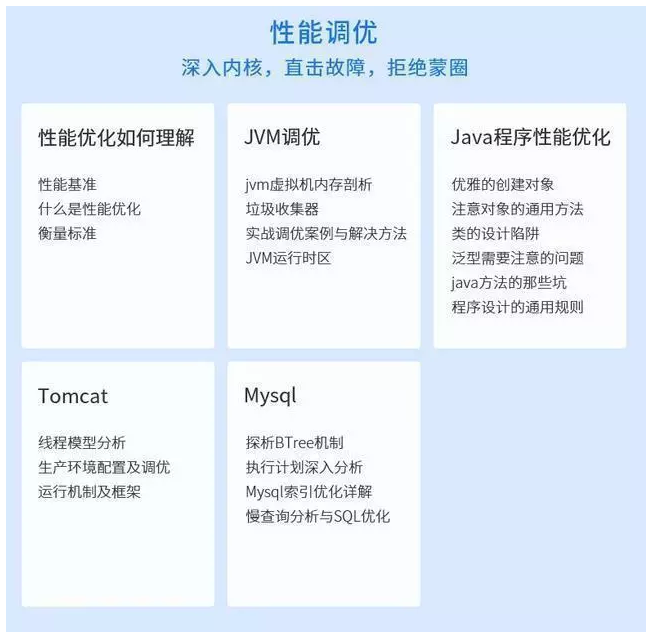 性能调优
深入内核，直击故障，拒绝蒙圈
性能优化如何理解
性能基准
什么是性能优化
衡量标准
JVM调优
jvm虚拟机内存剖析
垃圾收集器
实战调优案例与解决方法
JVM运行时区
Java程序性能优化
优雅的创建对象
注意对象的通用方法
类的设计陷阱
泛型需要注意的问题
java方法的那些坑
程序设计的通用规则
Tomcat
线程模型分析
生产环境配置及调优
运行机制及框架
Mysql
探析BTree机制
执行计划深入分析
Mysql索引优化详解
慢查询分析与SQL优化